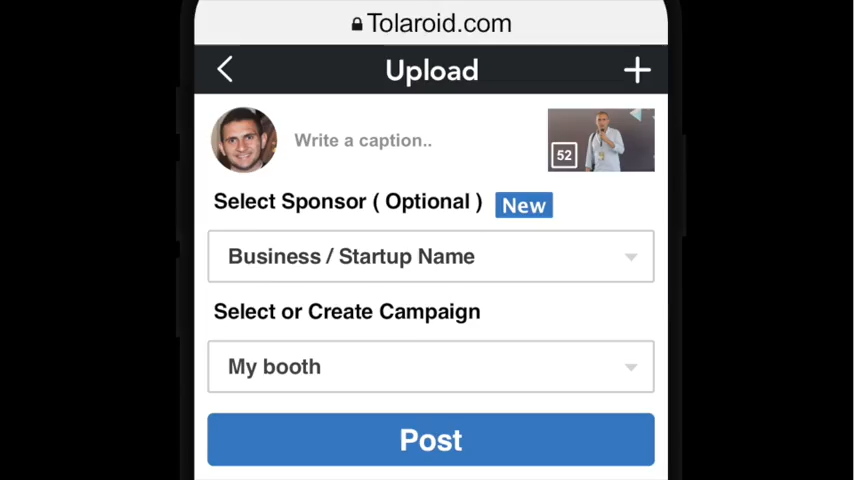 Tolaroid.com
Upload
Write a caption..
52
Select Sponsor ( Optional ) New
Business / Startup Name
Select or Create Campaign
My booth
Post